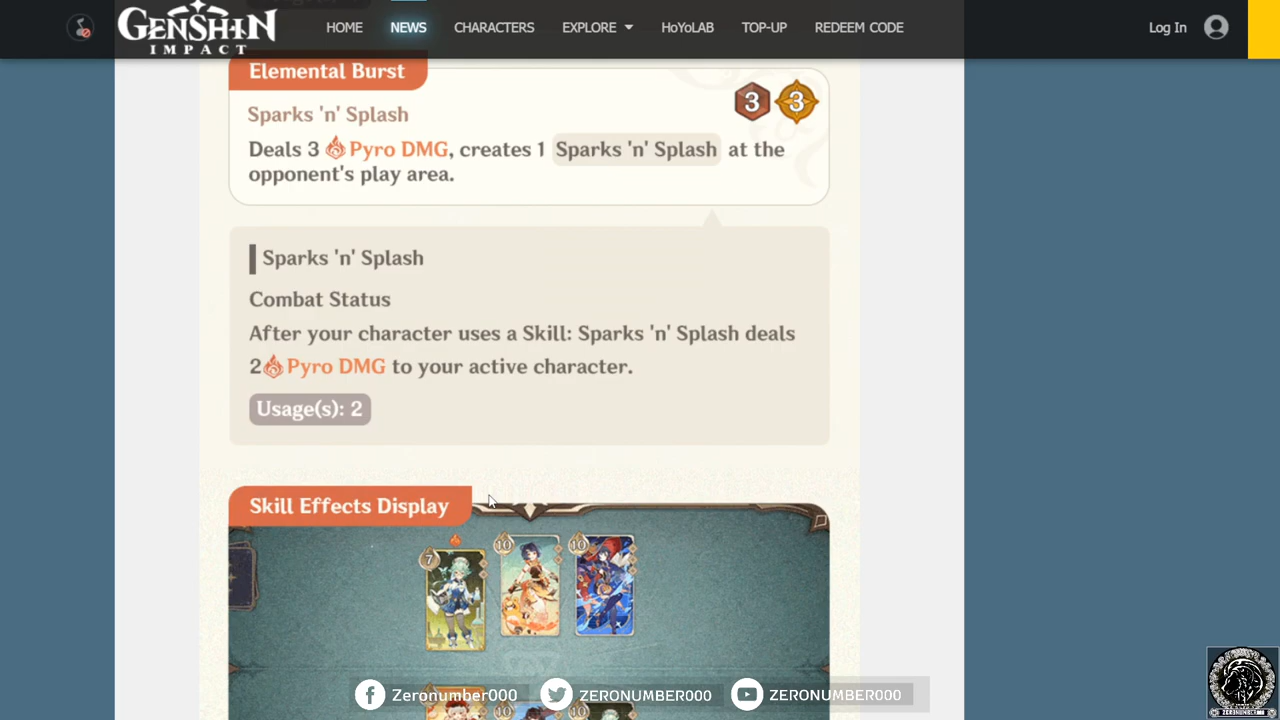 GENSHIN
IMPACT
HOME NEWS CHARACTERS EXPLORE HoYoLAB TOP-UP REDEEM CODE Log In
Elemental Burst
Sparks 'n' Splash
3 3
Deals 3 Pyro DMG, creates 1 Sparks 'n' Splash at the
opponent's play area.
Sparks 'n' Splash
Combat Status
After your character uses a Skill: Sparks 'n' Splash deals
2 Pyro DMG to your active character.
Usage(s): 2
Skill Effects Display
7 10 10
Zeronumber000 ZERONUMBER000 ZERONUMBER000
10 10
ZERONUMBER000